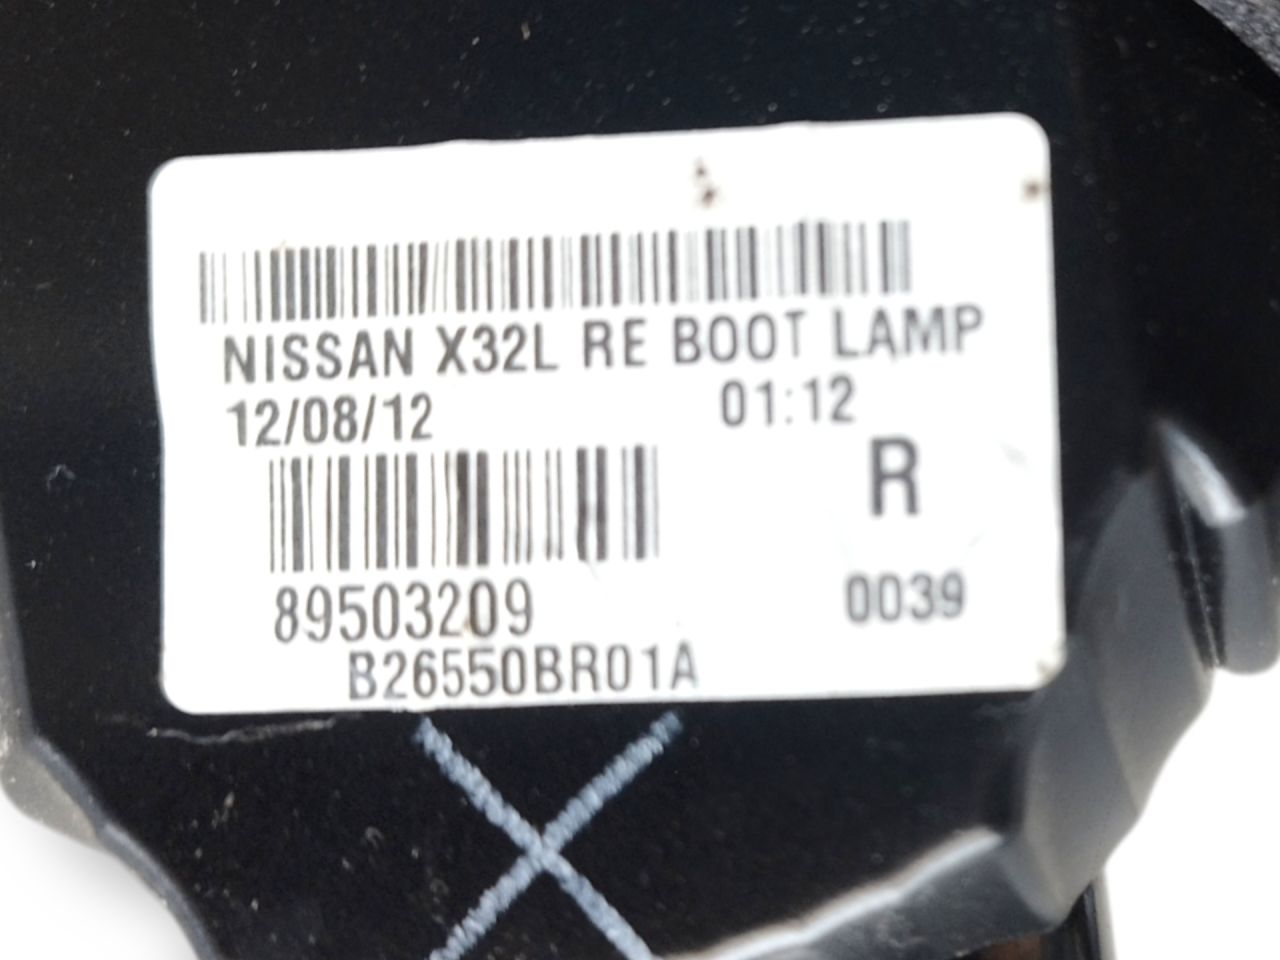 NISSAN X32L RE BOOT LAMP
12/08/12 01:12
R
89503209 0039
B26550BR01A